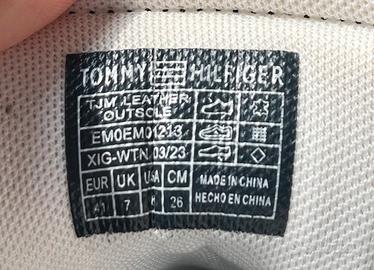 TOMMY HILFIGER
TJM LEATHER
OUTSOLE
EM0EM01213
XIG-WTN 03/23
EUR UK USA CM
41 7 26
MADE IN CHINA
HECHO EN CHINA